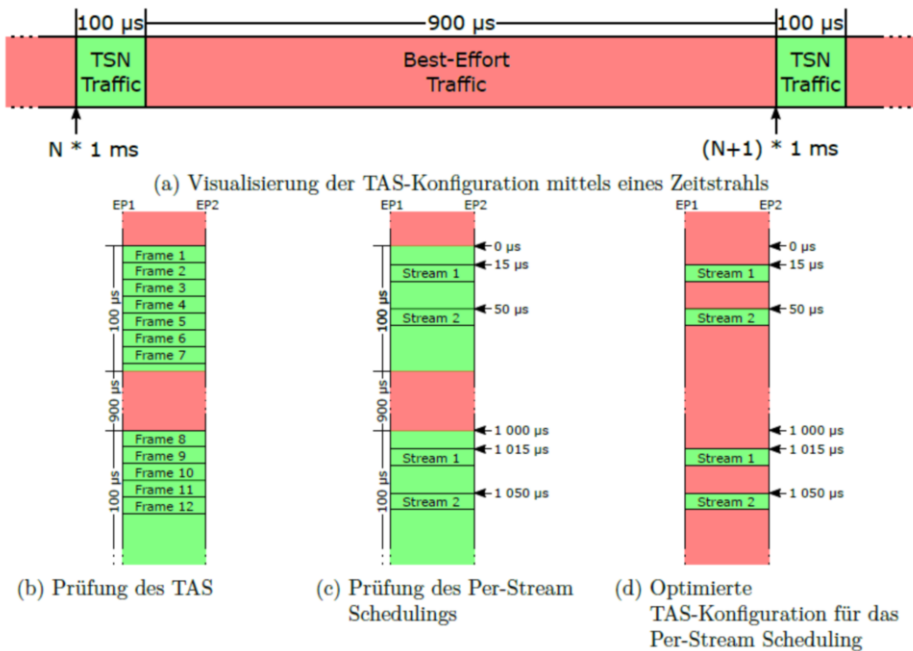 100 µs 900 µs 100 µs
TSN Traffic
Best-Effort Traffic
TSN Traffic
N * 1 ms
(N+1) * 1 ms
(a) Visualisierung der TAS-Konfiguration mittels eines Zeitstrahls
EP1 EP2
100 µs
Frame 1
Frame 2
Frame 3
Frame 4
Frame 5
Frame 6
Frame 7
900 µs
100 µs
Frame 8
Frame 9
Frame 10
Frame 11
Frame 12
(b) Prüfung des TAS
EP1 EP2
0 µs
15 µs
Stream 1
50 µs
Stream 2
100 µs
900 µs
1 000 µs
1 015 µs
Stream 1
1 050 µs
Stream 2
100 µs
(c) Prüfung des Per-Stream
Schedulings
EP1 EP2
0 µs
15 µs
Stream 1
50 µs
Stream 2
1 000 µs
1 015 µs
Stream 1
1 050 µs
Stream 2
(d) Optimierte
TAS-Konfiguration für das
Per-Stream Scheduling